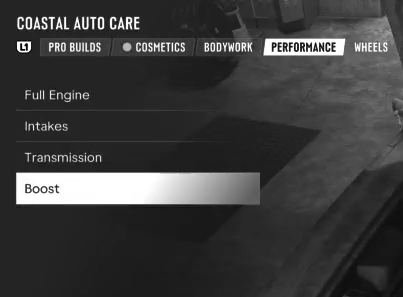 COASTAL AUTO CARE
L1 PRO BUILDS COSMETICS BODYWORK PERFORMANCE WHEELS
Full Engine
Intakes
Transmission
Boost